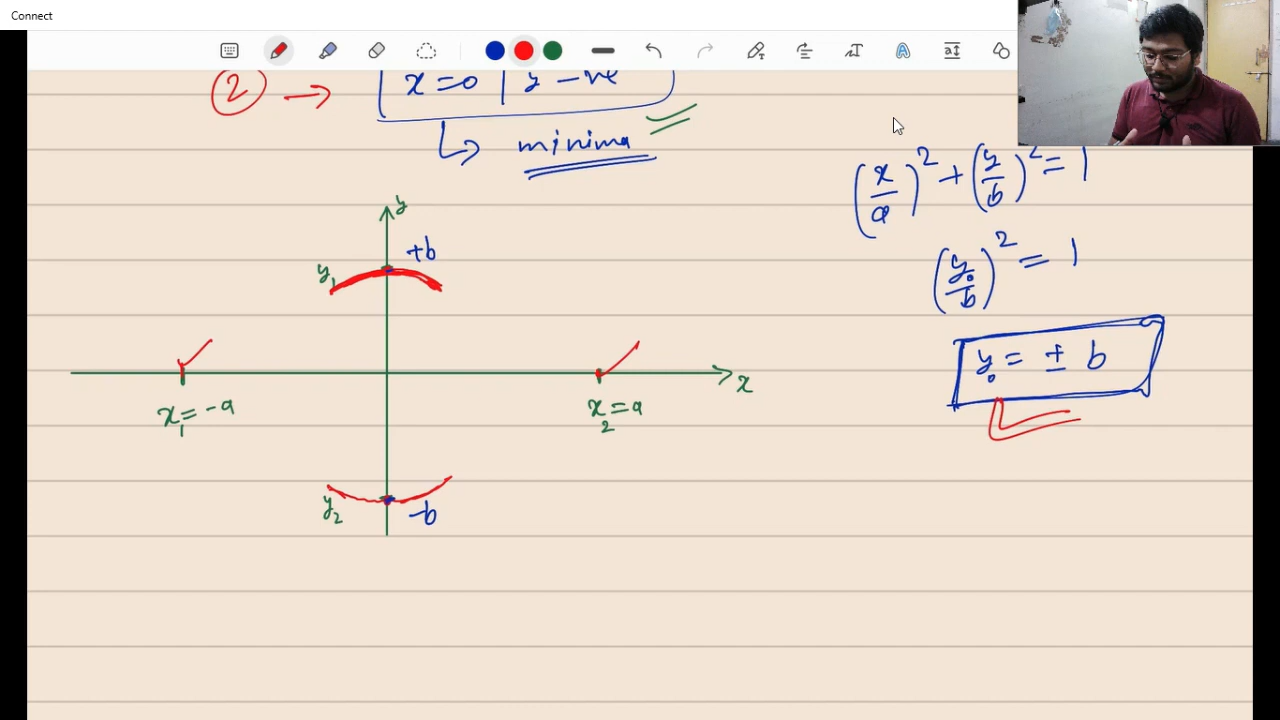 Connect
② → x=0 | y -ve
↳ minima
(x/a)² + (y/b)² = 1
y
+b
y₁
(y₀/b)² = 1
y₀ = ± b
x
x₁=-a
x₂=a
y₂
-b